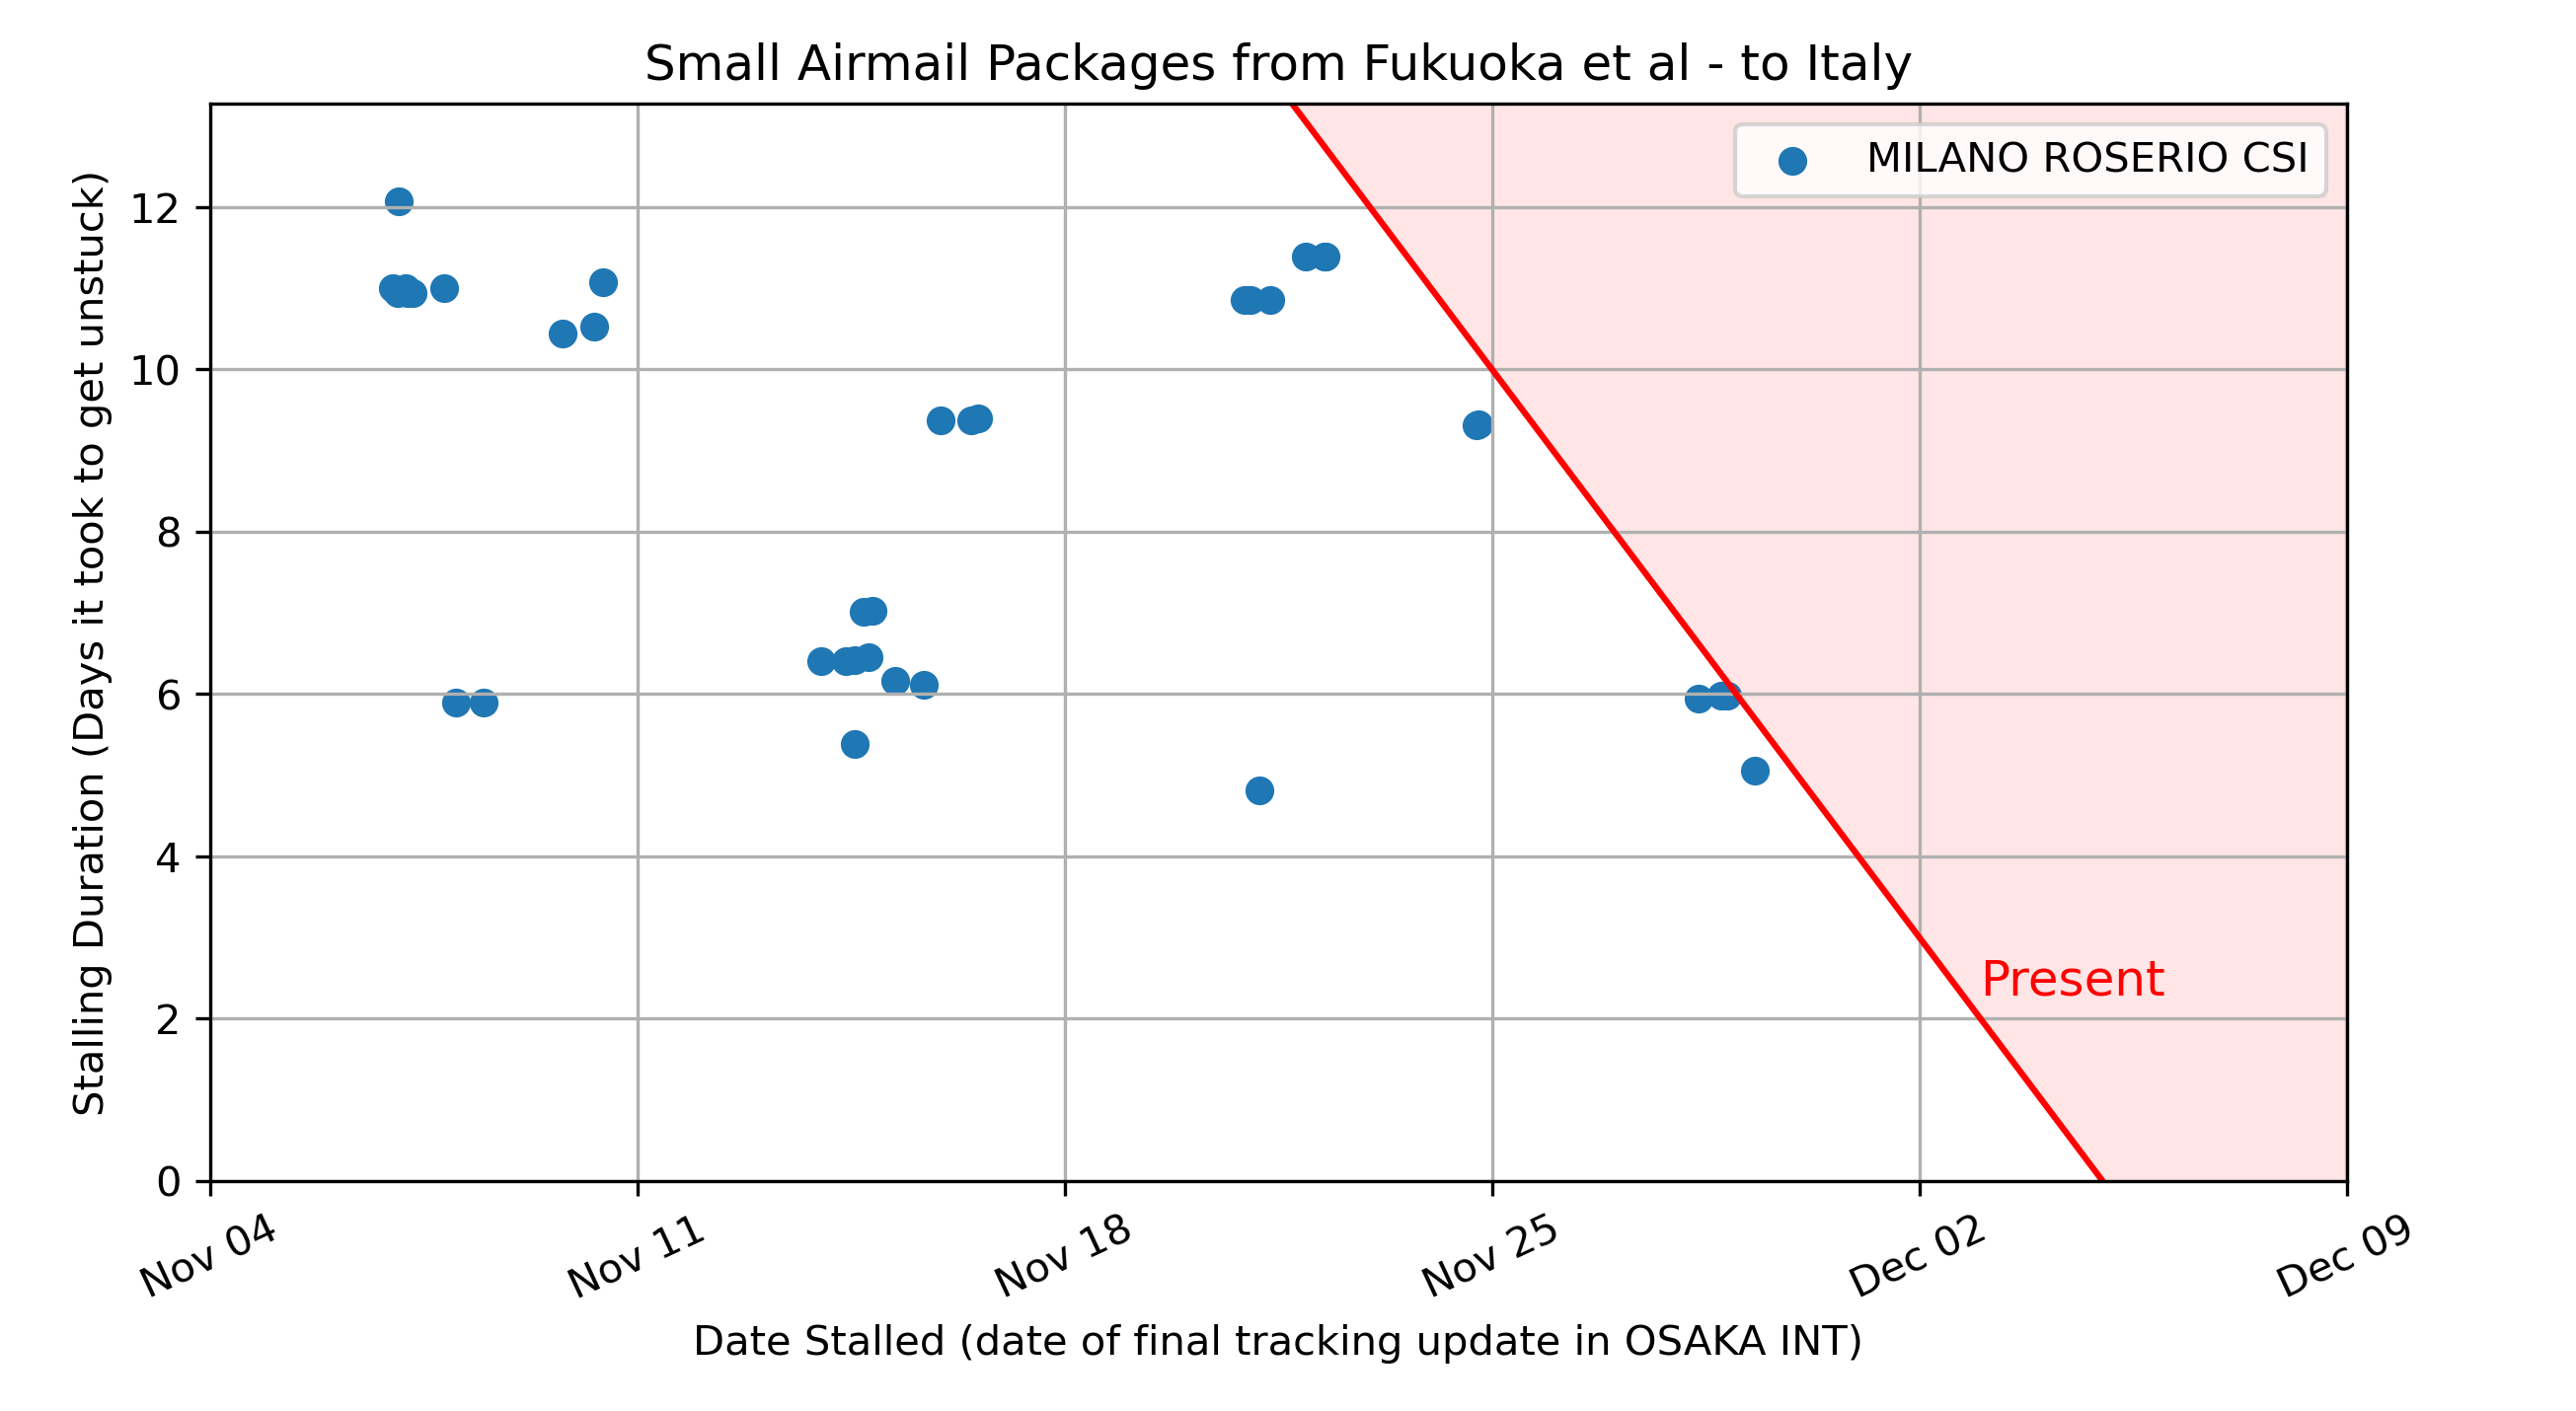 Small Airmail Packages from Fukuoka et al - to Italy
MILANO ROSERIO CSI
Stalling Duration (Days it took to get unstuck)
12
10
8
6
4
2
0
Present
Nov 04
Nov 11
Nov 18
Nov 25
Dec 02
Dec 09
Date Stalled (date of final tracking update in OSAKA INT)